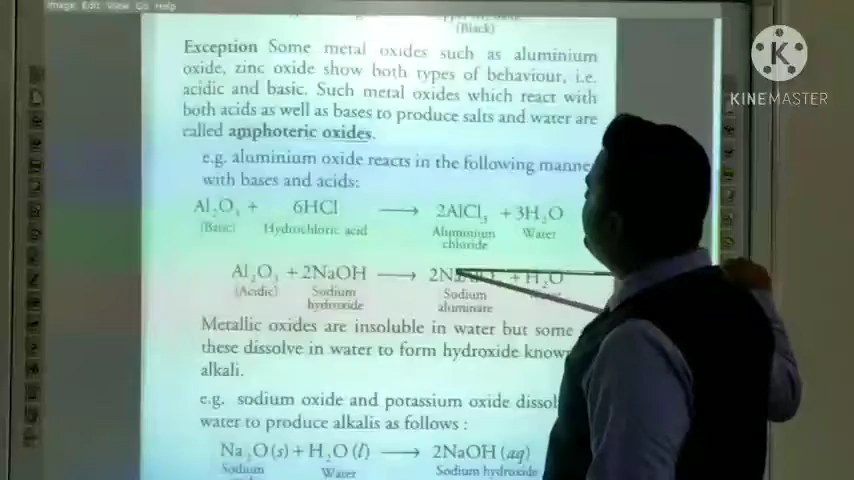 Image Edit View Go Help
(Black)
Exception Some metal oxides such as aluminium
oxide, zinc oxide show both types of behaviour, i.e.
acidic and basic. Such metal oxides which react with
both acids as well as bases to produce salts and water are
called amphoteric oxides.
e.g. aluminium oxide reacts in the following manne
with bases and acids:
Al₂O₃ + 6HCl ⟶ 2AlCl₃ + 3H₂O
(Basic) Hydrochloric acid Aluminium Water
chloride
Al₂O₃ + 2NaOH ⟶ + H₂O
(Acidic) Sodium Sodium
hydroxide aluminate
Metallic oxides are insoluble in water but some
these dissolve in water to form hydroxide know
alkali.
e.g. sodium oxide and potassium oxide dissol
water to produce alkalis as follows :
Na₂O(s) + H₂O(l) ⟶ 2NaOH(aq)
Sodium Water Sodium hydroxide
K
KINEMASTER